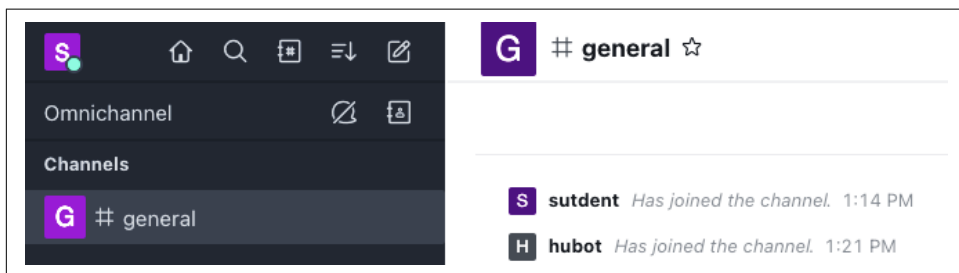 S
Omnichannel
Channels
G # general
G # general
S sutdent Has joined the channel. 1:14 PM
H hubot Has joined the channel. 1:21 PM